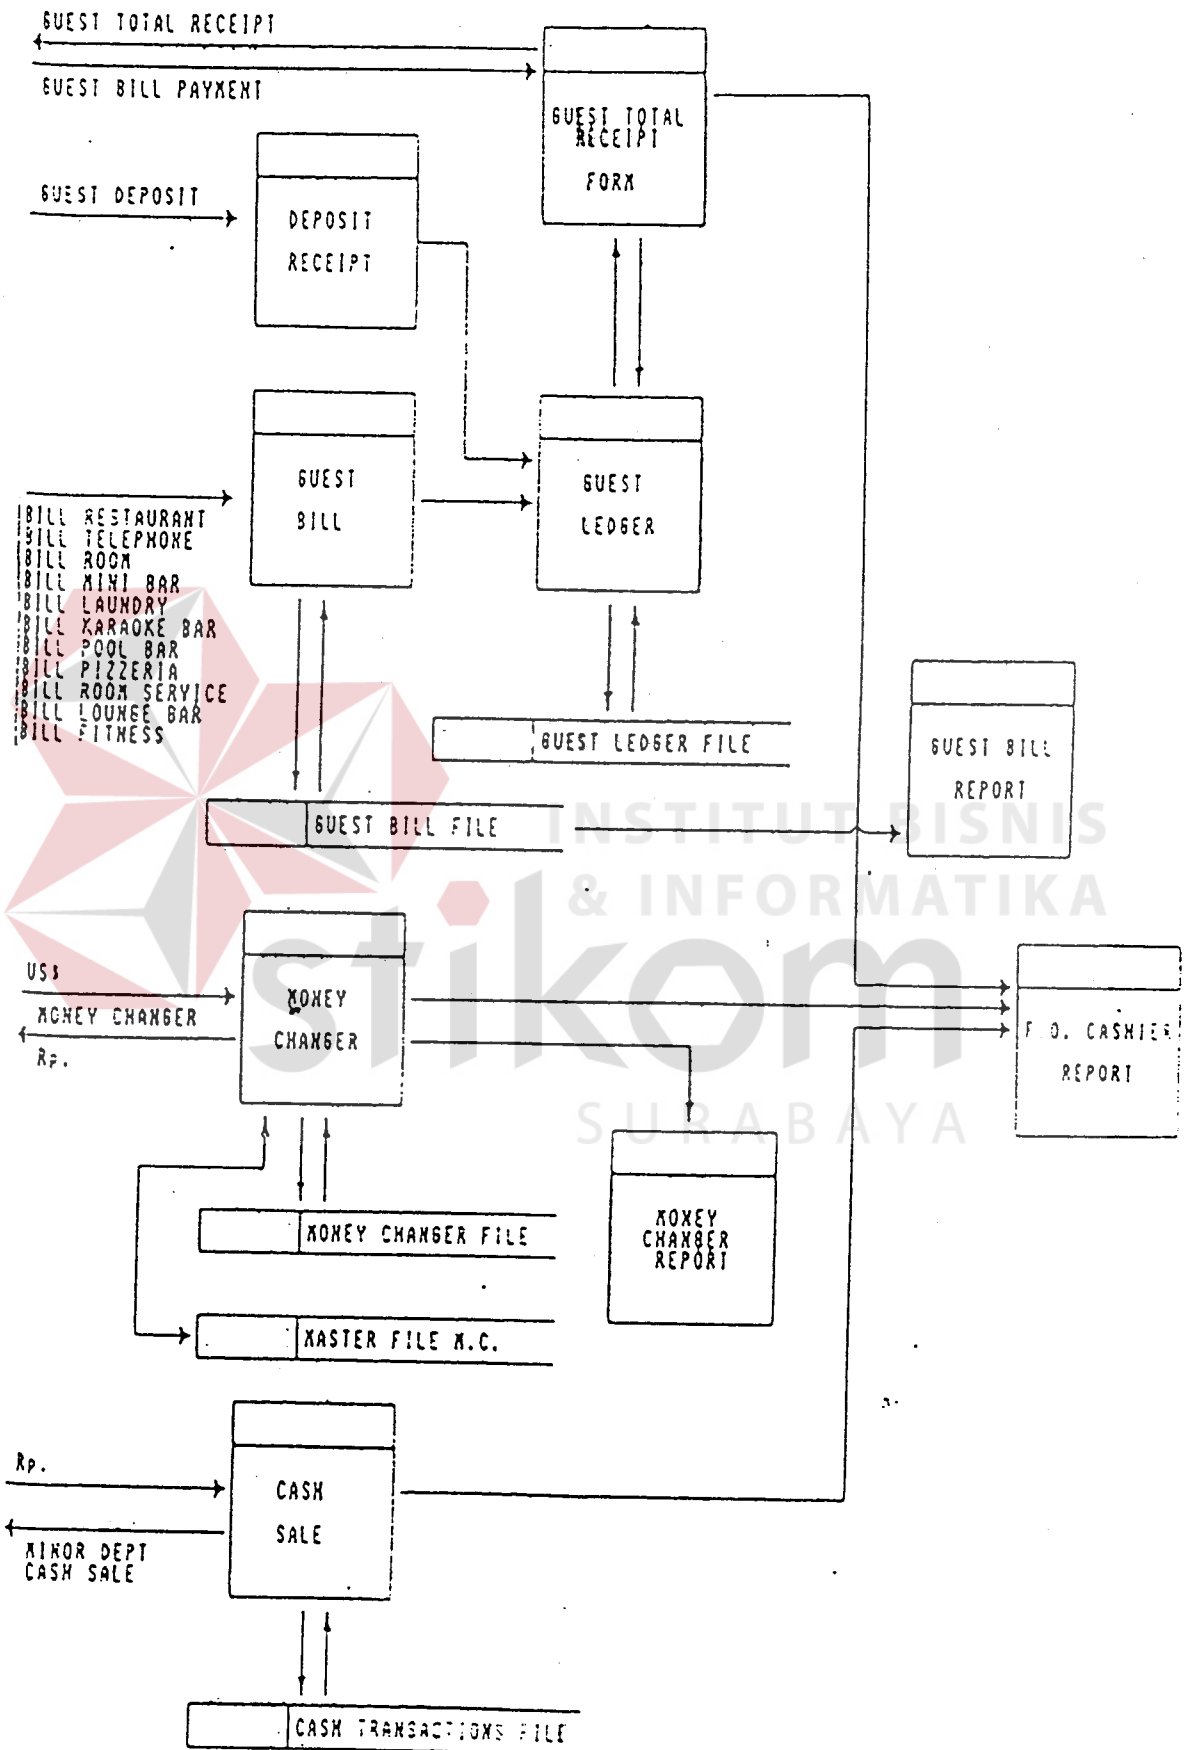 GUEST TOTAL RECEIPT
GUEST BILL PAYMENT
GUEST TOTAL
RECEIPT
FORM
GUEST DEPOSIT
DEPOSIT
RECEIPT
GUEST
BILL
GUEST
LEDGER
BILL RESTAURANT
BILL TELEPHONE
BILL ROOM
BILL MINI BAR
BILL LAUNDRY
BILL KARAOKE BAR
BILL POOL BAR
BILL PIZZERIA
BILL ROOM SERVICE
BILL LOUNGE BAR
BILL FITNESS
GUEST LEDGER FILE
GUEST BILL
REPORT
GUEST BILL FILE
INSTITUT BISNIS
& INFORMATIKA
stikom
SURABAYA
US$
MONEY CHANGER
Rp.
MONEY
CHANGER
F.O. CASHIER
REPORT
MONEY
CHANGER
REPORT
MONEY CHANGER FILE
MASTER FILE M.C.
Rp.
CASH
SALE
MINOR DEPT
CASH SALE
CASH TRANSACTIONS FILE